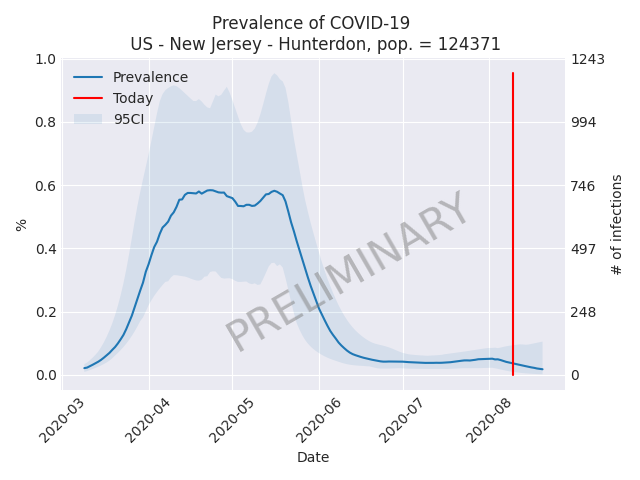 Prevalence of COVID-19
US - New Jersey - Hunterdon, pop. = 124371
Prevalence
Today
95CI
1.0
0.8
0.6
0.4
0.2
0.0
%
1243
994
746
497
248
0
# of infections
PRELIMINARY
2020-03
2020-04
2020-05
2020-06
2020-07
2020-08
Date